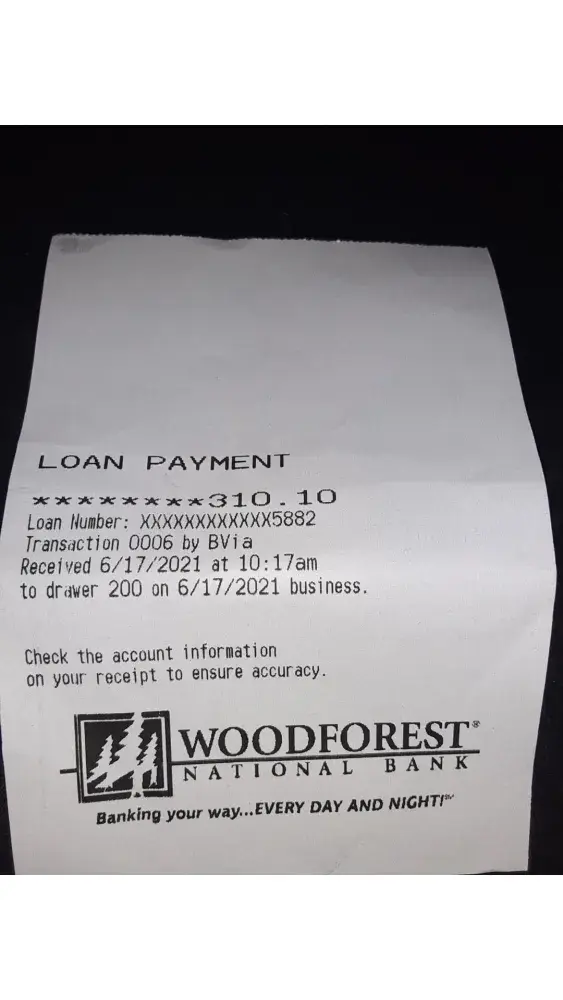 LOAN PAYMENT
*********310.10
Loan Number: XXXXXXXXXXXX5882
Transaction 0006 by BVia
Received 6/17/2021 at 10:17am
to drawer 200 on 6/17/2021 business.
Check the account information
on your receipt to ensure accuracy.
WOODFOREST®
NATIONAL BANK
Banking your way...EVERY DAY AND NIGHT!℠